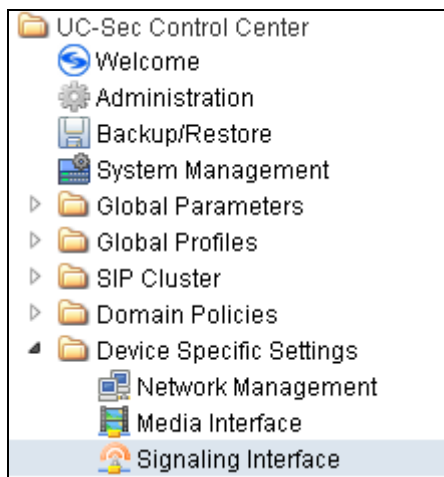 UC-Sec Control Center
Welcome
Administration
Backup/Restore
System Management
Global Parameters
Global Profiles
SIP Cluster
Domain Policies
Device Specific Settings
Network Management
Media Interface
Signaling Interface